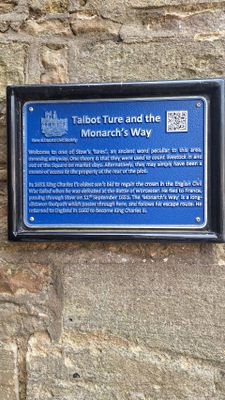 Talbot Ture and the
Monarch's Way
Stow & District Civic Society
Welcome to one of Stow's 'tures', an ancient word peculiar to this area,
meaning alleyway. One theory is that they were used to count livestock in and
out of the Square on market days. Alternatively, they may simply have been a
means of access to the property at the rear of the plot.
In 1651 King Charles I's oldest son's bid to regain the crown in the English Civil
War failed when he was defeated at the Battle of Worcester. He fled to France,
passing through Stow on 11th September 1651. The 'Monarch's Way' is a long-
distance footpath which passes through here, and follows his escape route. He
returned to England in 1660 to become King Charles II.